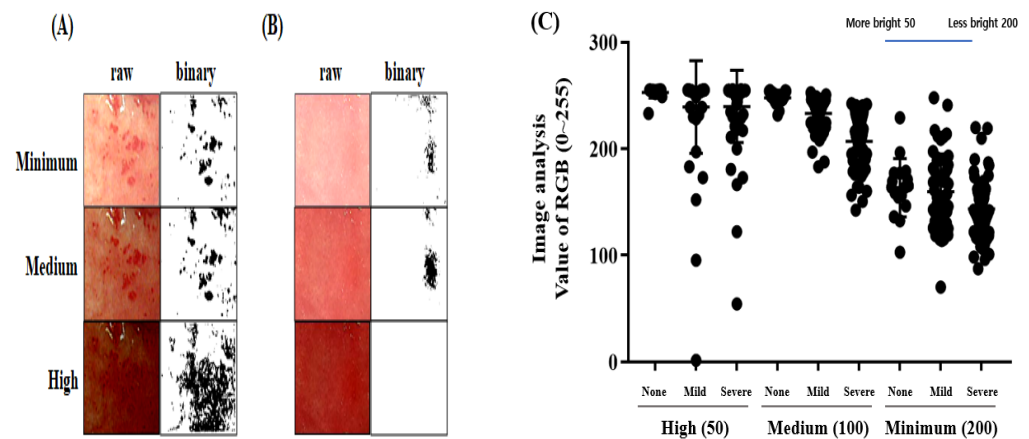 (A)
raw binary
Minimum
Medium
High
(B)
raw binary
(C)
More bright 50 Less bright 200
Image analysis
Value of RGB (0~255)
300
200
100
0
None Mild Severe None Mild Severe None Mild Severe
High (50) Medium (100) Minimum (200)